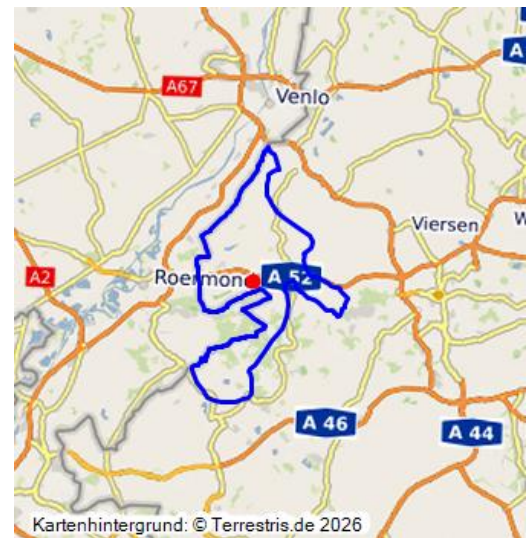 A
A67
Venlo
Viersen
W
A2
Roermon
A 52
A 46
A 44
Kartenhintergrund: © Terrestris.de 2026